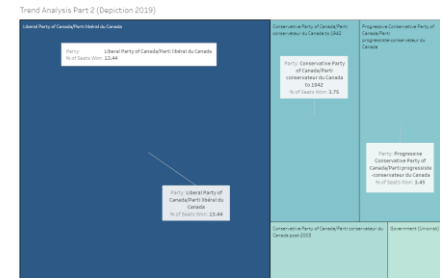 Trend Analysis Part 2 (Depiction 2019)
Liberal Party of Canada/Parti libéral du Canada
Conservative Party of Canada/Parti
conservateur du Canada to 1942
Progressive Conservative Party of
Canada/Parti
progressiste-conservateur du
Canada
Party: Liberal Party of Canada/Parti libéral du Canada
% of Seats Won: 13.44
Party: Conservative Party
of Canada/Parti
conservateur du Canada
to 1942
% of Seats Won: 3.75
Party: Progressive
Conservative Party of
Canada/Parti progressiste
-conservateur du Canada
% of Seats Won: 3.45
Party: Liberal Party of
Canada/Parti libéral du
Canada
% of Seats Won: 13.44
Conservative Party of Canada/Parti conservateur du
Canada post-2003
Government (Unionist)